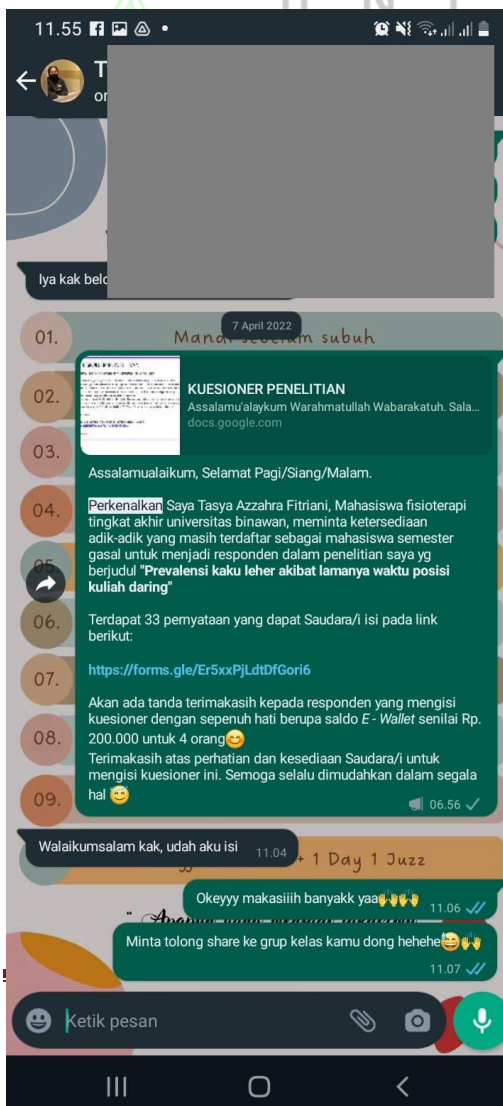 11.55
T
or
Iya kak belo
7 April 2022
01.
Mandi sebelum subuh
02.
KUESIONER PENELITIAN
Assalamu'alaykum Warahmatullah Wabarakatuh. Sala...
docs.google.com
03.
Assalamualaikum, Selamat Pagi/Siang/Malam.
04.
Perkenalkan Saya Tasya Azzahra Fitriani, Mahasiswa fisioterapi
tingkat akhir universitas binawan, meminta ketersediaan
adik-adik yang masih terdaftar sebagai mahasiswa semester
gasal untuk menjadi responden dalam penelitian saya yg
berjudul "Prevalensi kaku leher akibat lamanya waktu posisi
kuliah daring"
05.
06.
Terdapat 33 pernyataan yang dapat Saudara/i isi pada link
berikut:
07.
https://forms.gle/Er5xxPjLdtDfGori6
08.
Akan ada tanda terimakasih kepada responden yang mengisi
kuesioner dengan sepenuh hati berupa saldo E - Wallet senilai Rp.
200.000 untuk 4 orang😊
Terimakasih atas perhatian dan kesediaan Saudara/i untuk
mengisi kuesioner ini. Semoga selalu dimudahkan dalam segala
hal 😇
09.
06.56
Walaikumsalam kak, udah aku isi 11.04
+ 1 Day 1 Juzz
Okeyyy makasiiih banyakk yaa🙌🙌🙌 11.06
Minta tolong share ke grup kelas kamu dong hehehe😅🙌
11.07
Ketik pesan